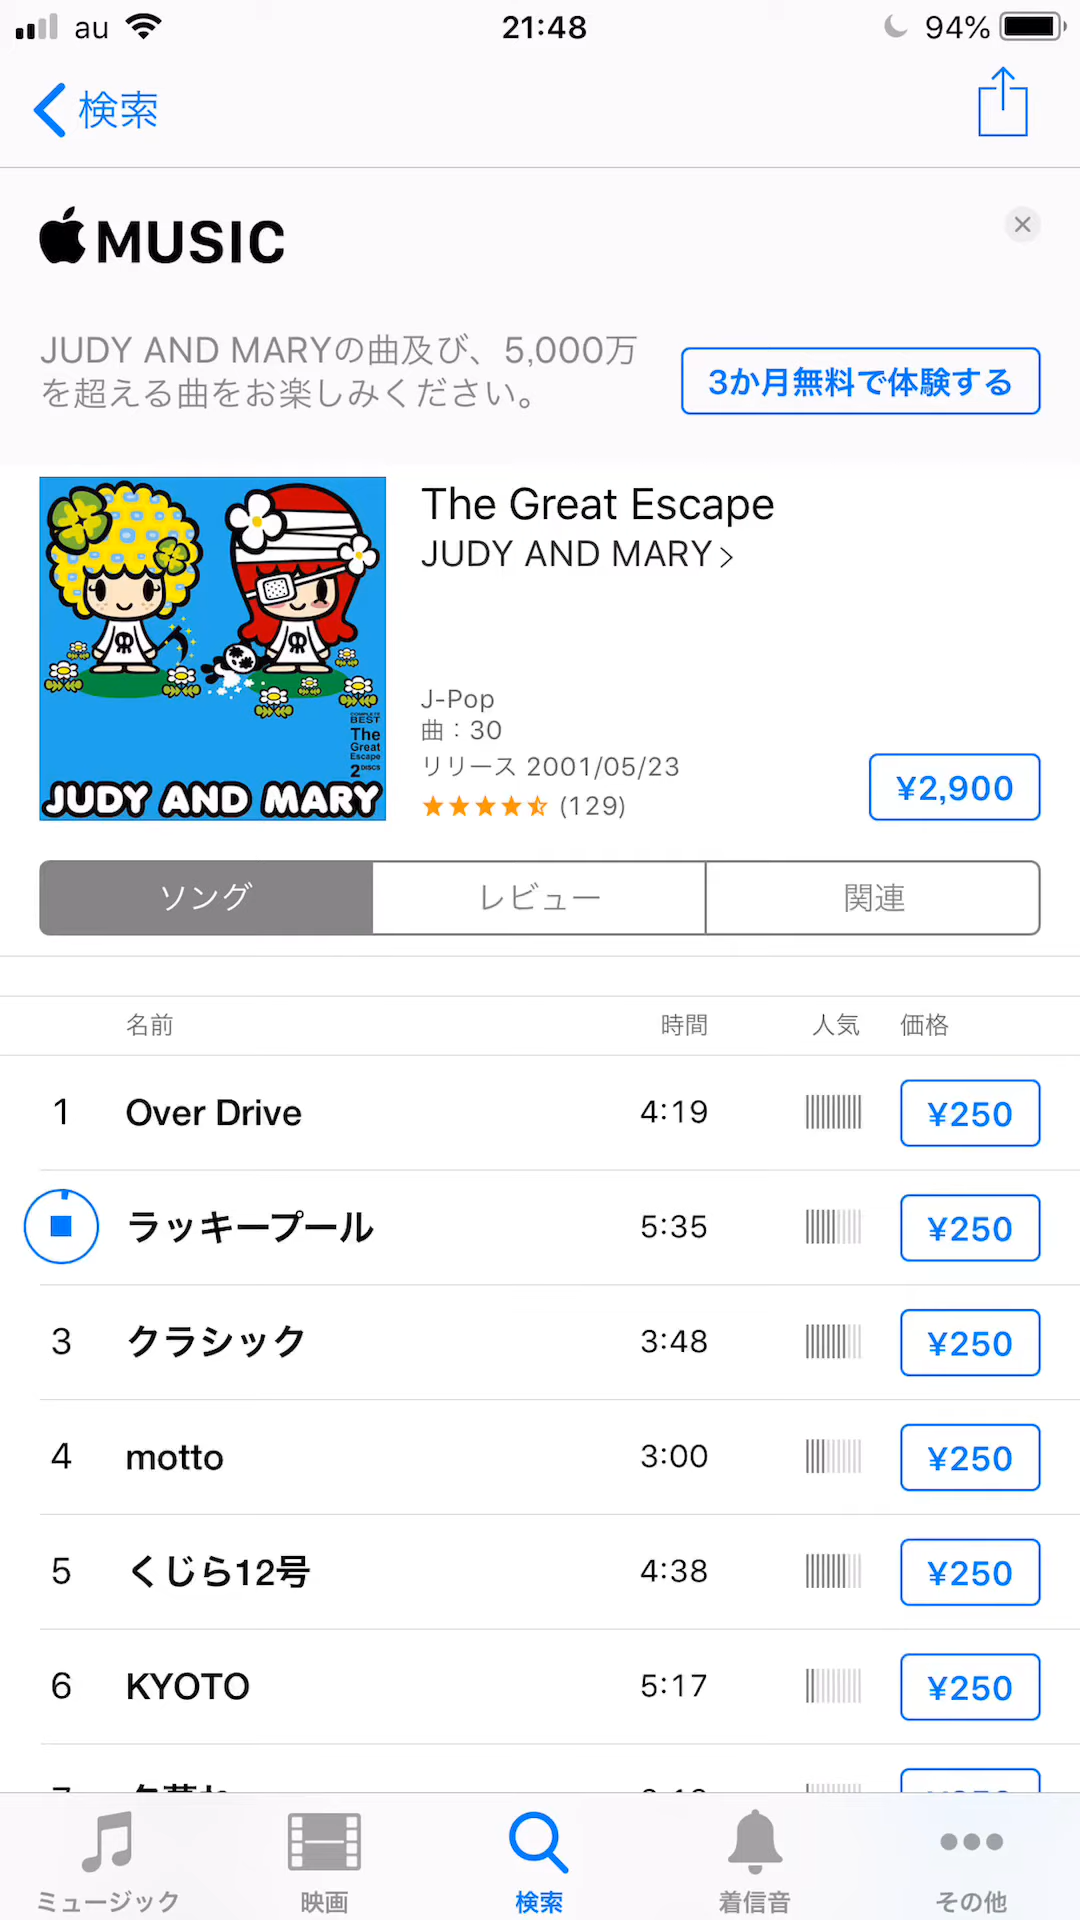 au 21:48 94%
検索
MUSIC
JUDY AND MARYの曲及び、5,000万
を超える曲をお楽しみください。
3か月無料で体験する
The Great Escape
JUDY AND MARY >
J-Pop
曲：30
リリース 2001/05/23
(129)
¥2,900
COMPLETE
BEST
The
Great
Escape
2 DISCS
JUDY AND MARY
ソング レビュー 関連
名前 時間 人気 価格
1 Over Drive 4:19 ¥250
ラッキープール 5:35 ¥250
3 クラシック 3:48 ¥250
4 motto 3:00 ¥250
5 くじら12号 4:38 ¥250
6 KYOTO 5:17 ¥250
ミュージック 映画 検索 着信音 その他